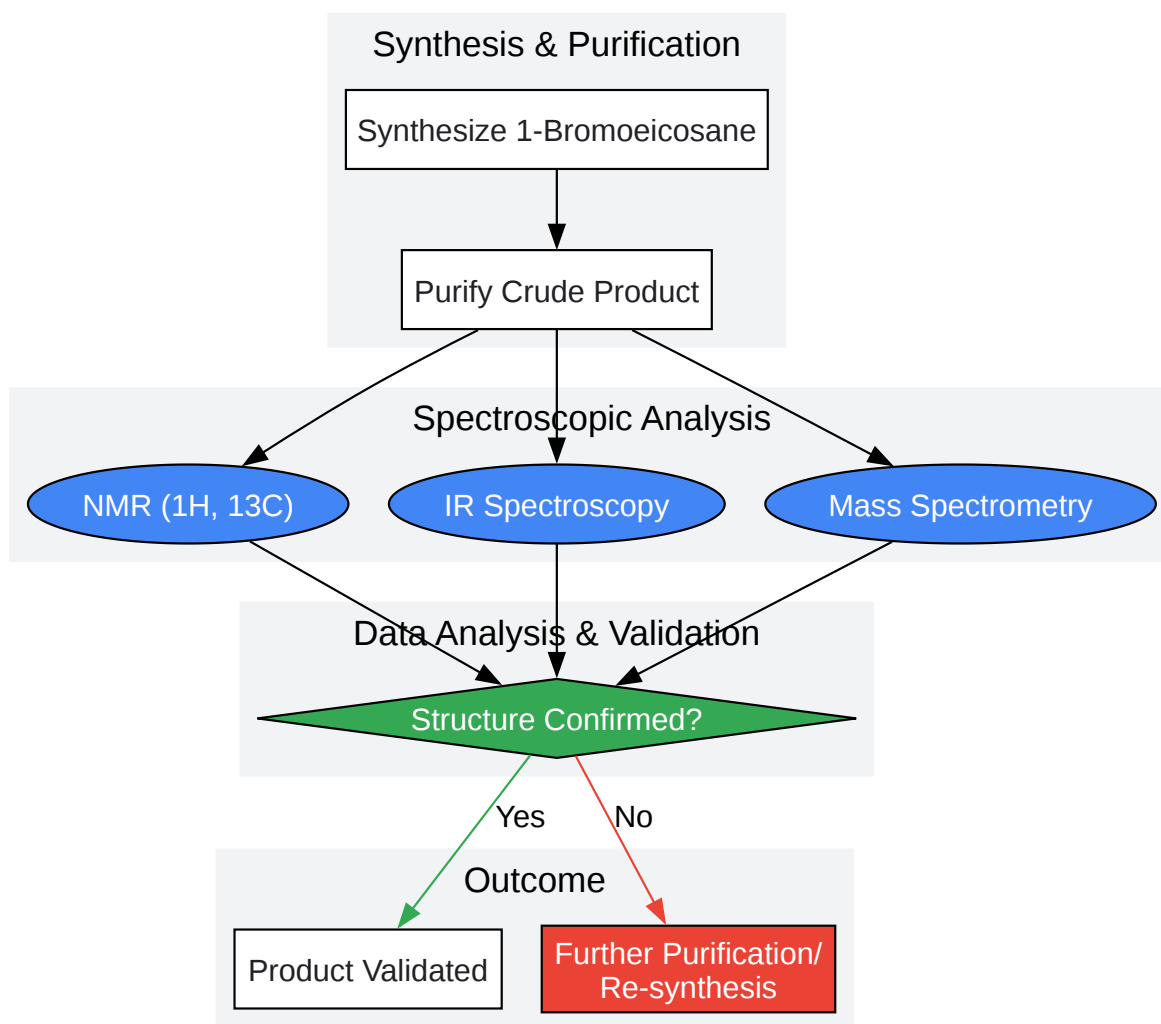 Synthesis & Purification
Synthesize 1-Bromoeicosane
Purify Crude Product
Spectroscopic Analysis
NMR (1H, 13C)
IR Spectroscopy
Mass Spectrometry
Data Analysis & Validation
Structure Confirmed?
Yes
No
Outcome
Product Validated
Further Purification/
Re-synthesis